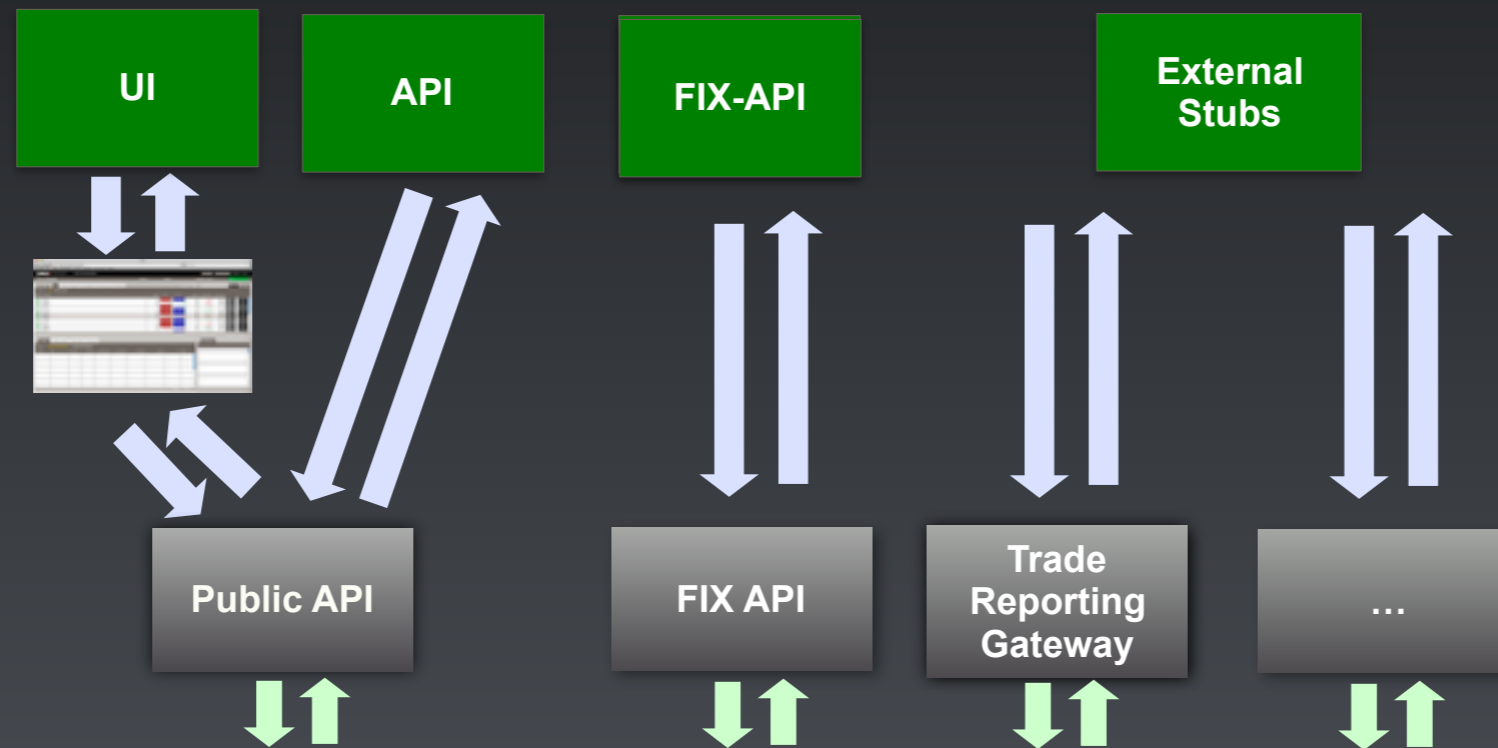 UI
API
FIX-API
External
Stubs
Public API
FIX API
Trade
Reporting
Gateway
...